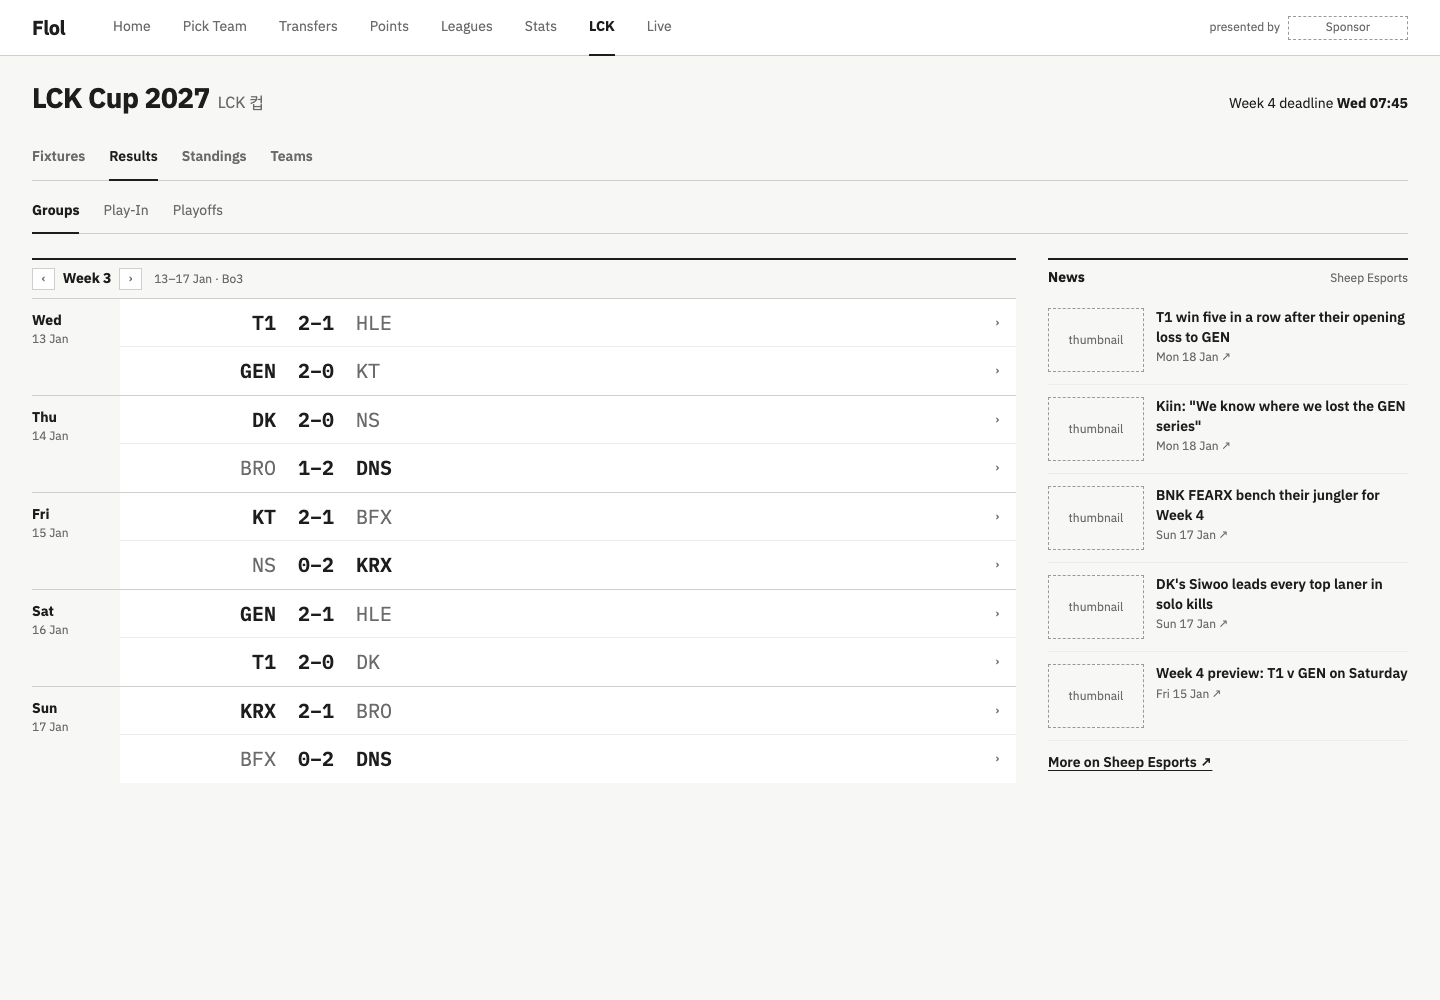 Flol Home Pick Team Transfers Points Leagues Stats LCK Live presented by Sponsor
LCK Cup 2027 LCK 컵 Week 4 deadline Wed 07:45
Fixtures Results Standings Teams
Groups Play-In Playoffs
‹ Week 3 › 13–17 Jan · Bo3
Wed
13 Jan
T1 2–1 HLE ›
GEN 2–0 KT ›
Thu
14 Jan
DK 2–0 NS ›
BRO 1–2 DNS ›
Fri
15 Jan
KT 2–1 BFX ›
NS 0–2 KRX ›
Sat
16 Jan
GEN 2–1 HLE ›
T1 2–0 DK ›
Sun
17 Jan
KRX 2–1 BRO ›
BFX 0–2 DNS ›
News Sheep Esports
thumbnail
T1 win five in a row after their opening
loss to GEN
Mon 18 Jan ↗
thumbnail
Kiin: "We know where we lost the GEN
series"
Mon 18 Jan ↗
thumbnail
BNK FEARX bench their jungler for
Week 4
Sun 17 Jan ↗
thumbnail
DK's Siwoo leads every top laner in
solo kills
Sun 17 Jan ↗
thumbnail
Week 4 preview: T1 v GEN on Saturday
Fri 15 Jan ↗
More on Sheep Esports ↗